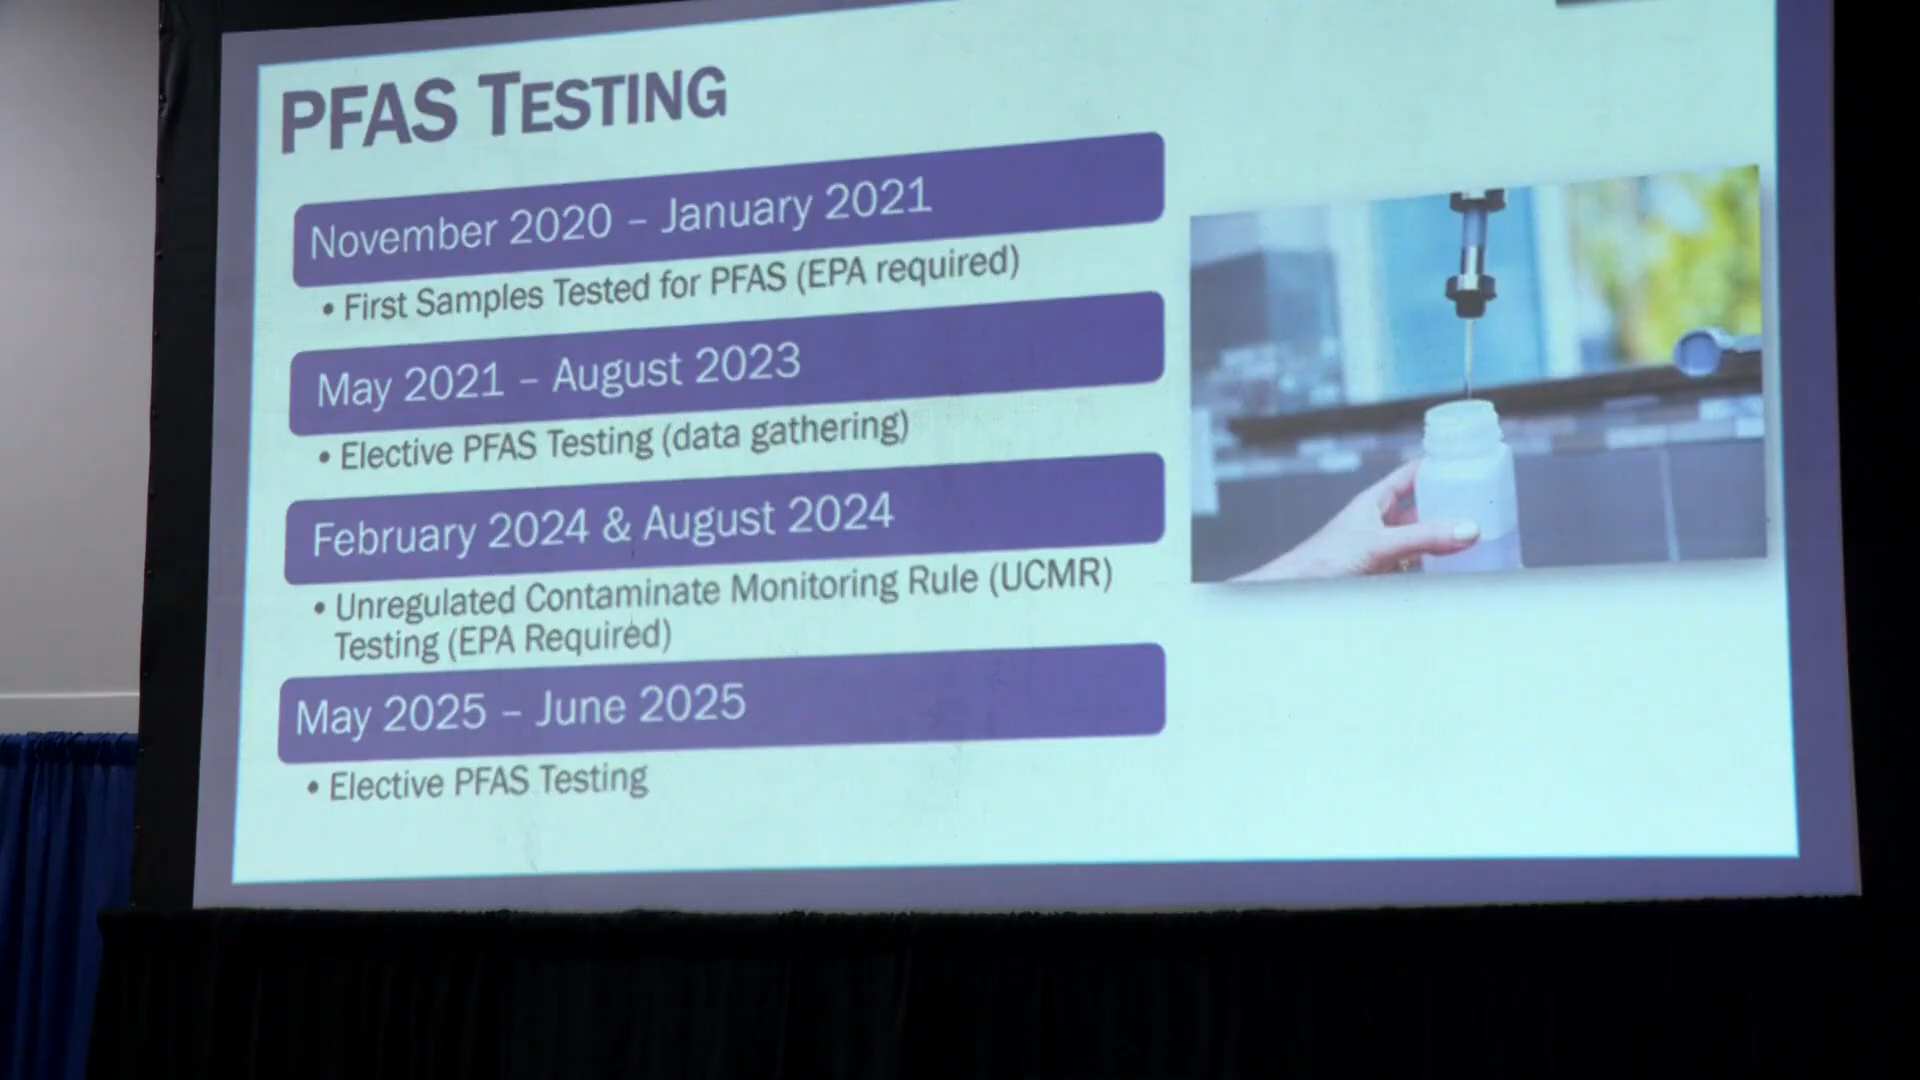 PFAS TESTING
November 2020 – January 2021
• First Samples Tested for PFAS (EPA required)
May 2021 – August 2023
• Elective PFAS Testing (data gathering)
February 2024 & August 2024
• Unregulated Contaminate Monitoring Rule (UCMR)
Testing (EPA Required)
May 2025 – June 2025
• Elective PFAS Testing